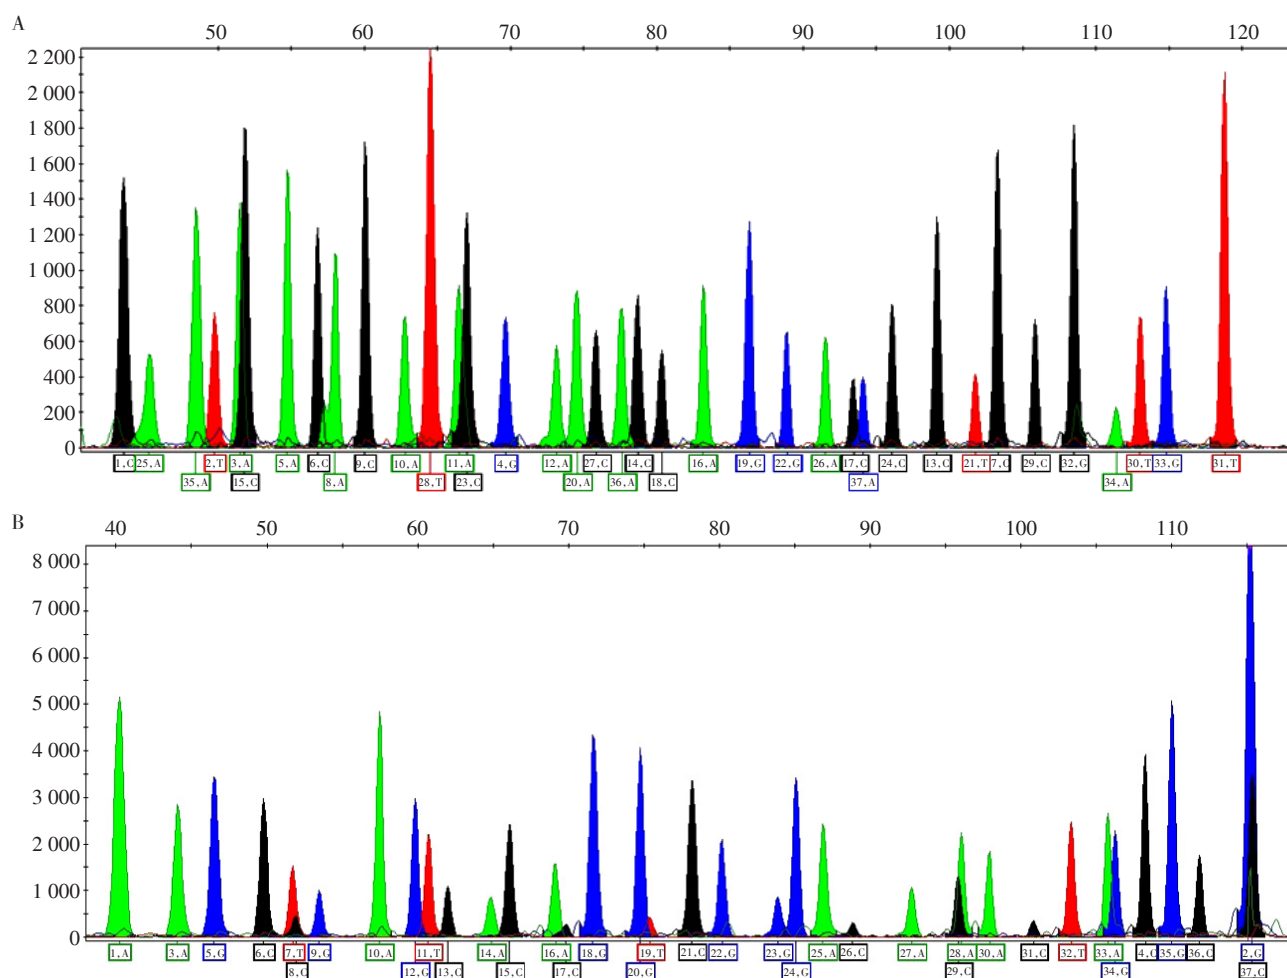 A
50 60 70 80 90 100 110 120
2 200
2 000
1 800
1 600
1 400
1 200
1 000
800
600
400
200
0
1,C 25,A 2,T 3,A 5,A 6,C 9,C 10,A 11,A 4,G 12,A 27,C 14,C 16,A 19,G 22,G 26,A 17,C 24,C 13,C 21,T 7,C 29,C 32,G 30,T 33,G 31,T
35,A 15,C 8,A 28,T 23,C 20,A 36,A 18,C 37,A 34,A
B
40 50 60 70 80 90 100 110
8 000
7 000
6 000
5 000
4 000
3 000
2 000
1 000
0
1,A 3,A 5,G 6,C 7,T 9,G 10,A 11,T 14,A 16,A 18,G 19,T 21,C 22,G 23,G 25,A 26,C 27,A 28,A 30,A 31,C 32,T 33,A 4,C 35,G 36,C 2,G
8,C 12,G 13,C 15,C 17,C 20,G 24,G 29,C 34,G 37,C